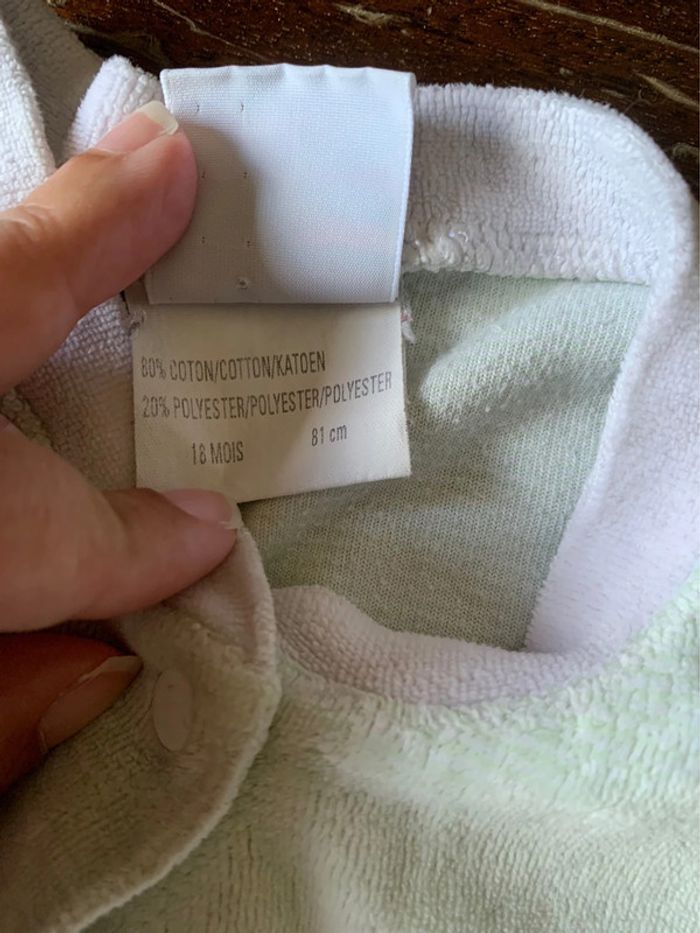 80% COTON/COTTON/KATOEN
20% POLYESTER/POLYESTER/POLYESTER
18 MOIS 81 cm